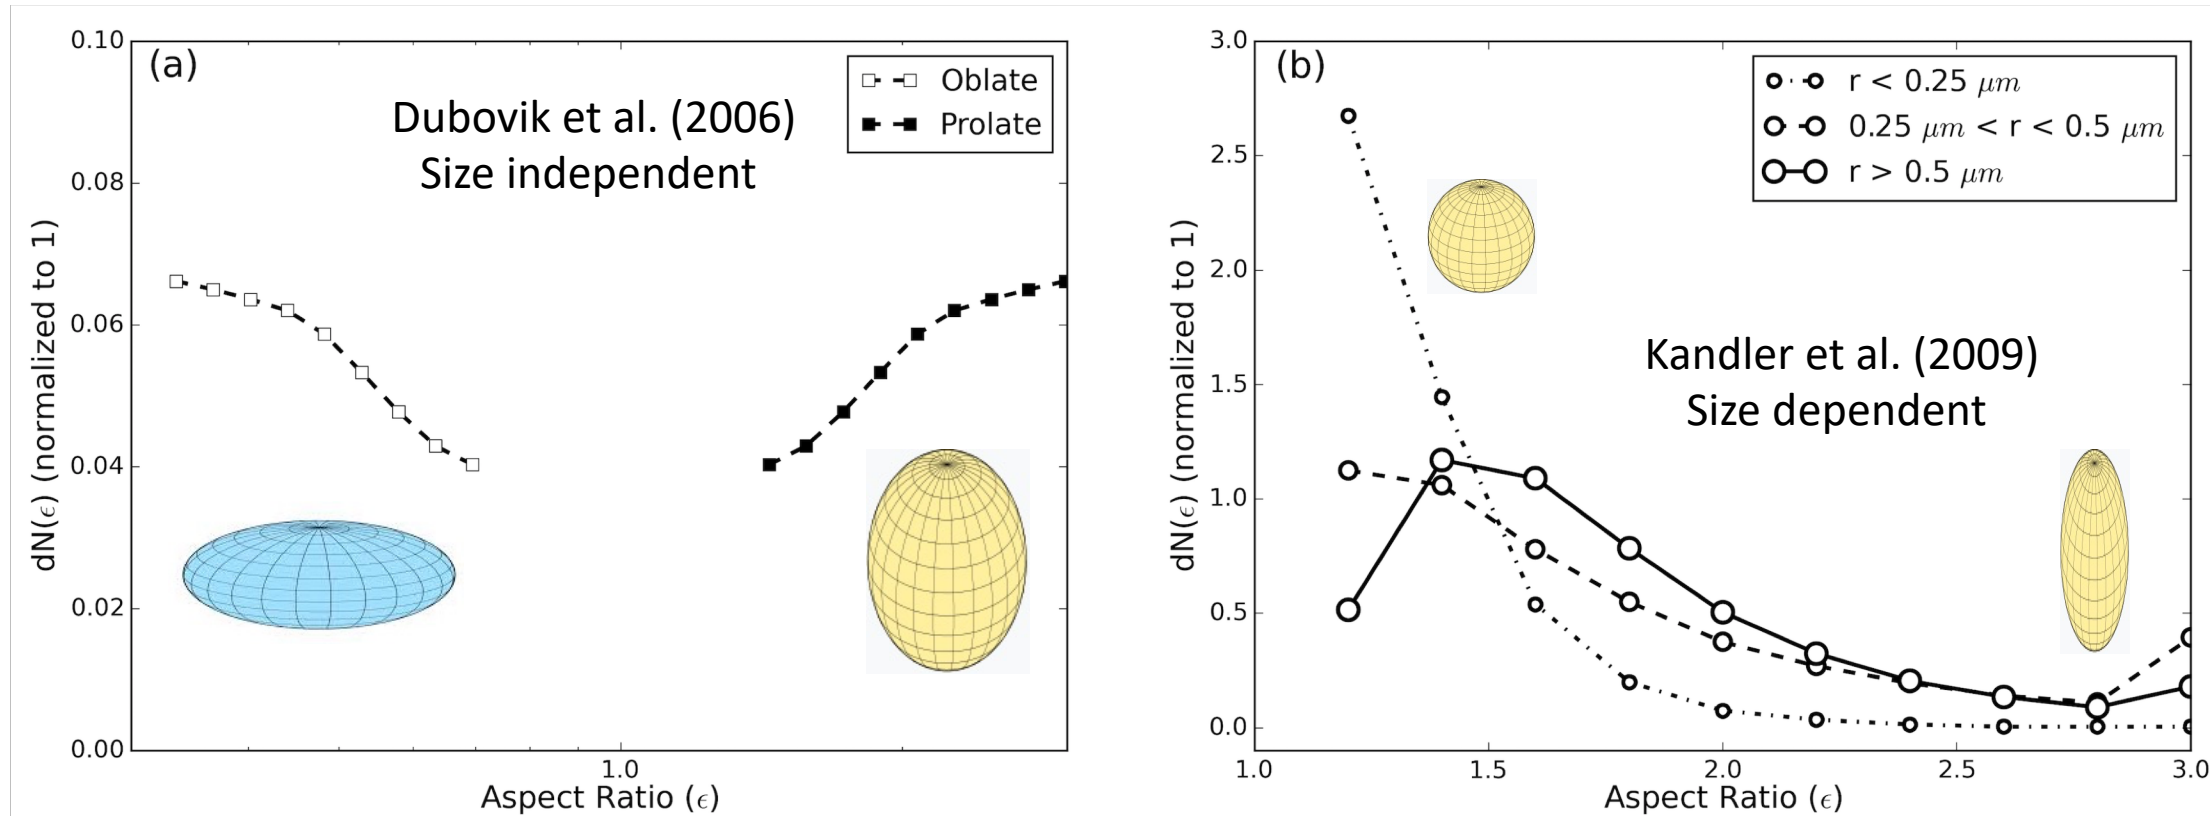 (a)
Oblate
Prolate
Dubovik et al. (2006)
Size independent
dN(ϵ) (normalized to 1)
0.10
0.08
0.06
0.04
0.02
0.00
1.0
Aspect Ratio (ϵ)
(b)
r < 0.25 μm
0.25 μm < r < 0.5 μm
r > 0.5 μm
Kandler et al. (2009)
Size dependent
dN(ϵ) (normalized to 1)
3.0
2.5
2.0
1.5
1.0
0.5
0.0
1.0 1.5 2.0 2.5 3.0
Aspect Ratio (ϵ)